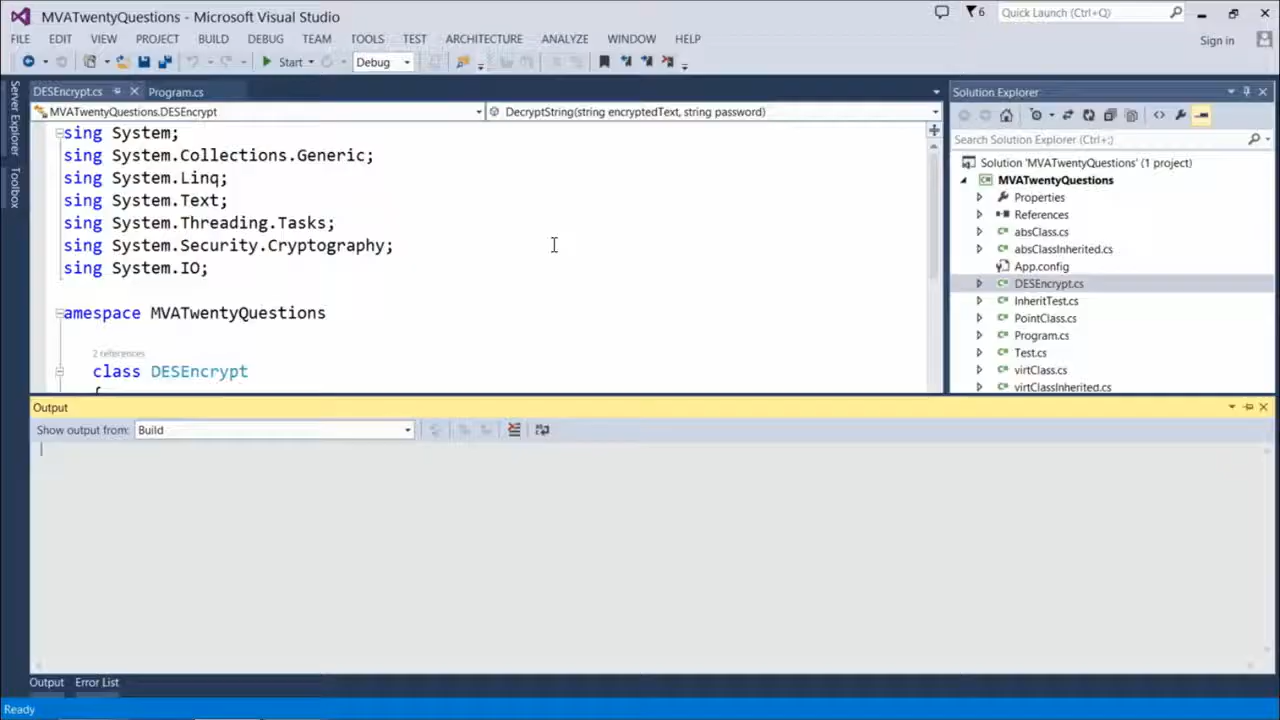 MVATwentyQuestions - Microsoft Visual Studio
6
Quick Launch (Ctrl+Q)
FILE EDIT VIEW PROJECT BUILD DEBUG TEAM TOOLS TEST ARCHITECTURE ANALYZE WINDOW HELP
Sign in
Start
Debug
Server Explorer
Toolbox
DESEncrypt.cs
Program.cs
MVATwentyQuestions.DESEncrypt
DecryptString(string encryptedText, string password)
sing System;
sing System.Collections.Generic;
sing System.Linq;
sing System.Text;
sing System.Threading.Tasks;
sing System.Security.Cryptography;
sing System.IO;
amespace MVATwentyQuestions
2 references
class DESEncrypt
{
Solution Explorer
Search Solution Explorer (Ctrl+;)
Solution 'MVATwentyQuestions' (1 project)
MVATwentyQuestions
Properties
References
absClass.cs
absClassInherited.cs
App.config
DESEncrypt.cs
InheritTest.cs
PointClass.cs
Program.cs
Test.cs
virtClass.cs
virtClassInherited.cs
Output
Show output from: Build
Output Error List
Ready